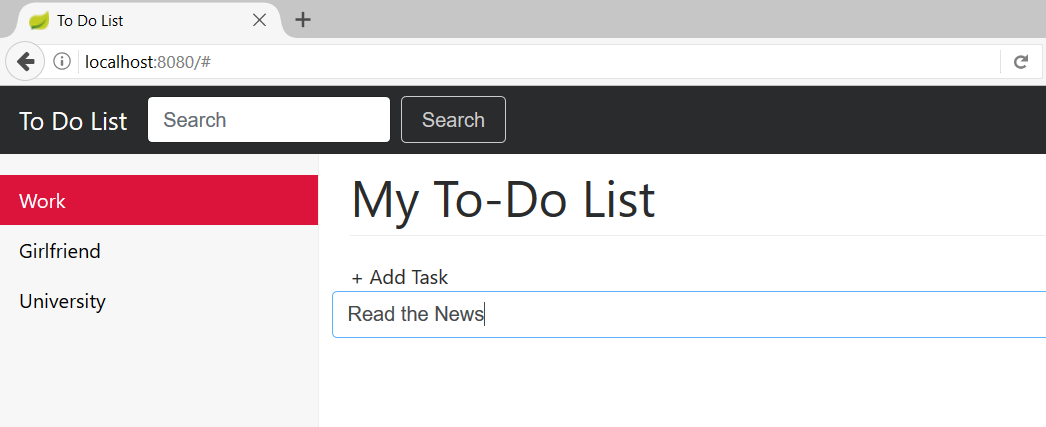 To Do List
localhost:8080/#
To Do List Search Search
Work
Girlfriend
University
My To-Do List
+ Add Task
Read the News